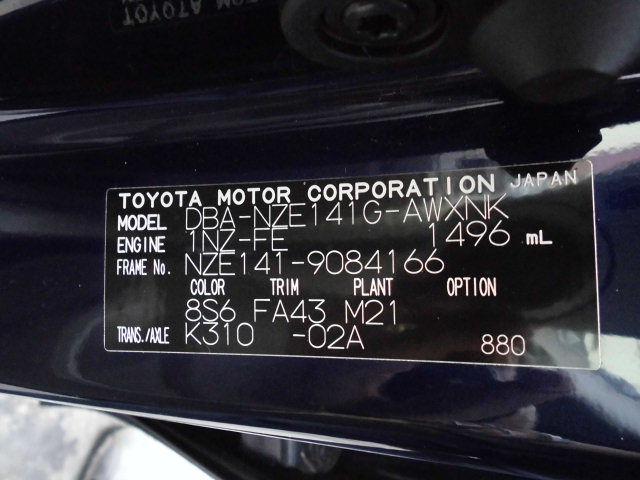 TOYOTA MOTOR CORPORATION JAPAN
MODEL DBA-NZE141G-AWXNK
ENGINE 1NZ-FE 1496 mL
FRAME No. NZE141-9084166
COLOR TRIM PLANT OPTION
8S6 FA43 M21
TRANS./AXLE K310 -02A 880